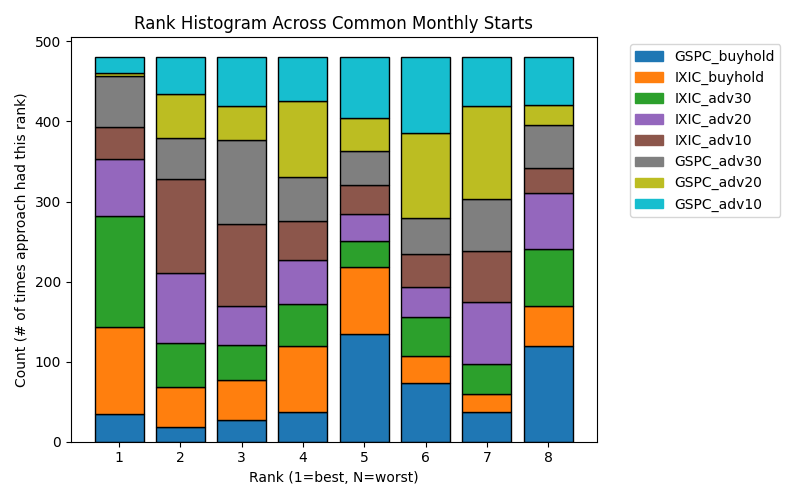 Rank Histogram Across Common Monthly Starts
Count (# of times approach had this rank)
500
400
300
200
100
0
1 2 3 4 5 6 7 8
Rank (1=best, N=worst)
GSPC_buyhold
IXIC_buyhold
IXIC_adv30
IXIC_adv20
IXIC_adv10
GSPC_adv30
GSPC_adv20
GSPC_adv10